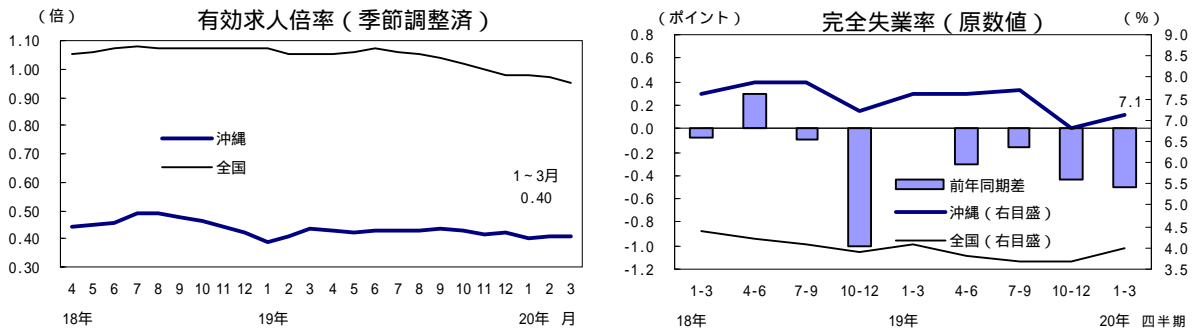 （倍）
有効求人倍率（季節調整済）
1.10
1.00
0.90
0.80
0.70
0.60
0.50
0.40
0.30
沖縄
全国
1～3月
0.40
4 5 6 7 8 9 10 11 12 1 2 3 4 5 6 7 8 9 10 11 12 1 2 3
18年 19年 20年 月
（ポイント）
完全失業率（原数値）
（%）
0.8
0.6
0.4
0.2
0.0
-0.2
-0.4
-0.6
-0.8
-1.0
-1.2
9.0
8.5
8.0
7.5
7.0
6.5
6.0
5.5
5.0
4.5
4.0
3.5
7.1
前年同期差
沖縄（右目盛）
全国（右目盛）
1-3 4-6 7-9 10-12 1-3 4-6 7-9 10-12 1-3
18年 19年 20年 四半期